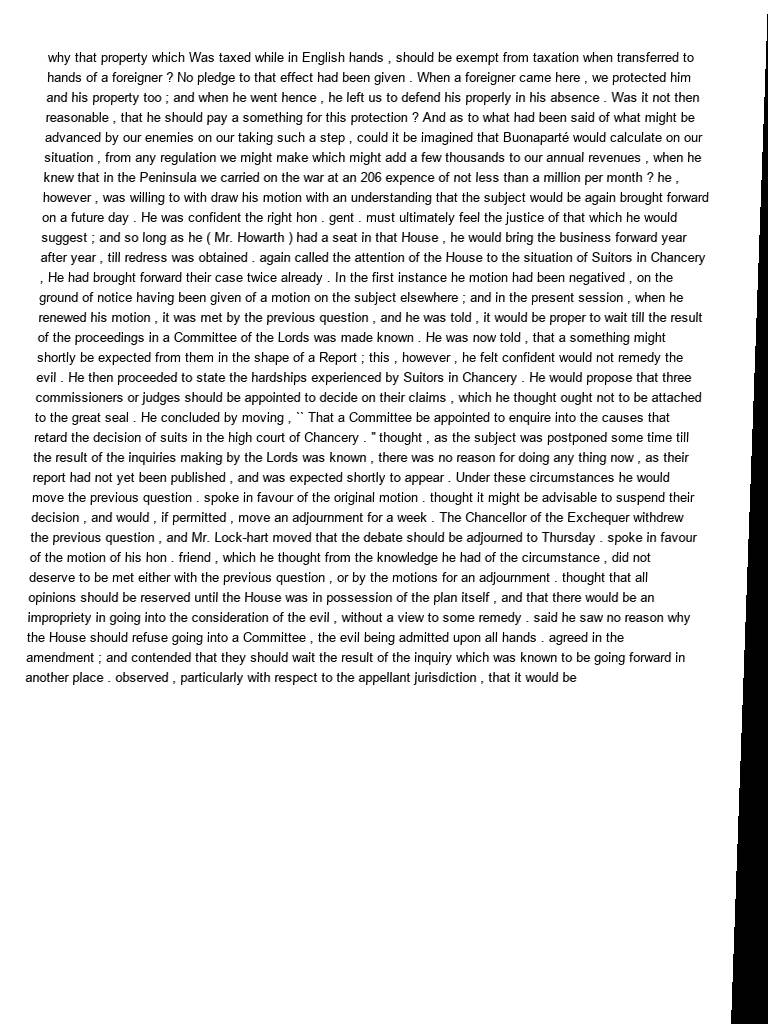 why that property which Was taxed while in English hands , should be exempt from taxation when transferred to
hands of a foreigner ? No pledge to that effect had been given . When a foreigner came here , we protected him
and his property too ; and when he went hence , he left us to defend his properly in his absence . Was it not then
reasonable , that he should pay a something for this protection ? And as to what had been said of what might be
advanced by our enemies on our taking such a step , could it be imagined that Buonaparté would calculate on our
situation , from any regulation we might make which might add a few thousands to our annual revenues , when he
knew that in the Peninsula we carried on the war at an 206 expence of not less than a million per month ? he ,
however , was willing to with draw his motion with an understanding that the subject would be again brought forward
on a future day . He was confident the right hon . gent . must ultimately feel the justice of that which he would
suggest ; and so long as he ( Mr. Howarth ) had a seat in that House , he would bring the business forward year
after year , till redress was obtained . again called the attention of the House to the situation of Suitors in Chancery
, He had brought forward their case twice already . In the first instance he motion had been negatived , on the
ground of notice having been given of a motion on the subject elsewhere ; and in the present session , when he
renewed his motion , it was met by the previous question , and he was told , it would be proper to wait till the result
of the proceedings in a Committee of the Lords was made known . He was now told , that a something might
shortly be expected from them in the shape of a Report ; this , however , he felt confident would not remedy the
evil . He then proceeded to state the hardships experienced by Suitors in Chancery . He would propose that three
commissioners or judges should be appointed to decide on their claims , which he thought ought not to be attached
to the great seal . He concluded by moving , `` That a Committee be appointed to enquire into the causes that
retard the decision of suits in the high court of Chancery . '' thought , as the subject was postponed some time till
the result of the inquiries making by the Lords was known , there was no reason for doing any thing now , as their
report had not yet been published , and was expected shortly to appear . Under these circumstances he would
move the previous question . spoke in favour of the original motion . thought it might be advisable to suspend their
decision , and would , if permitted , move an adjournment for a week . The Chancellor of the Exchequer withdrew
the previous question , and Mr. Lock-hart moved that the debate should be adjourned to Thursday . spoke in favour
of the motion of his hon . friend , which he thought from the knowledge he had of the circumstance , did not
deserve to be met either with the previous question , or by the motions for an adjournment . thought that all
opinions should be reserved until the House was in possession of the plan itself , and that there would be an
impropriety in going into the consideration of the evil , without a view to some remedy . said he saw no reason why
the House should refuse going into a Committee , the evil being admitted upon all hands . agreed in the
amendment ; and contended that they should wait the result of the inquiry which was known to be going forward in
another place . observed , particularly with respect to the appellant jurisdiction , that it would be